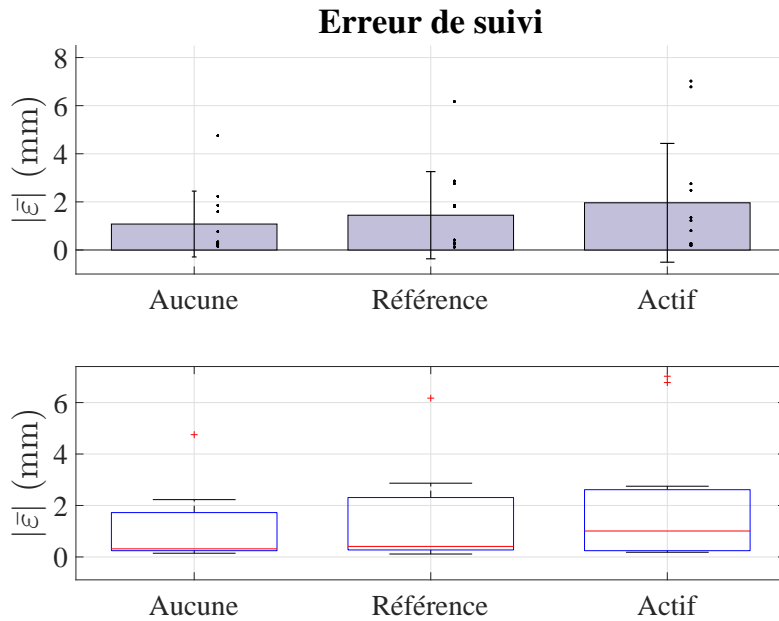 Erreur de suivi
|ε̄| (mm)
8
6
4
2
0
Aucune Référence Actif
|ε̄| (mm)
6
4
2
0
Aucune Référence Actif